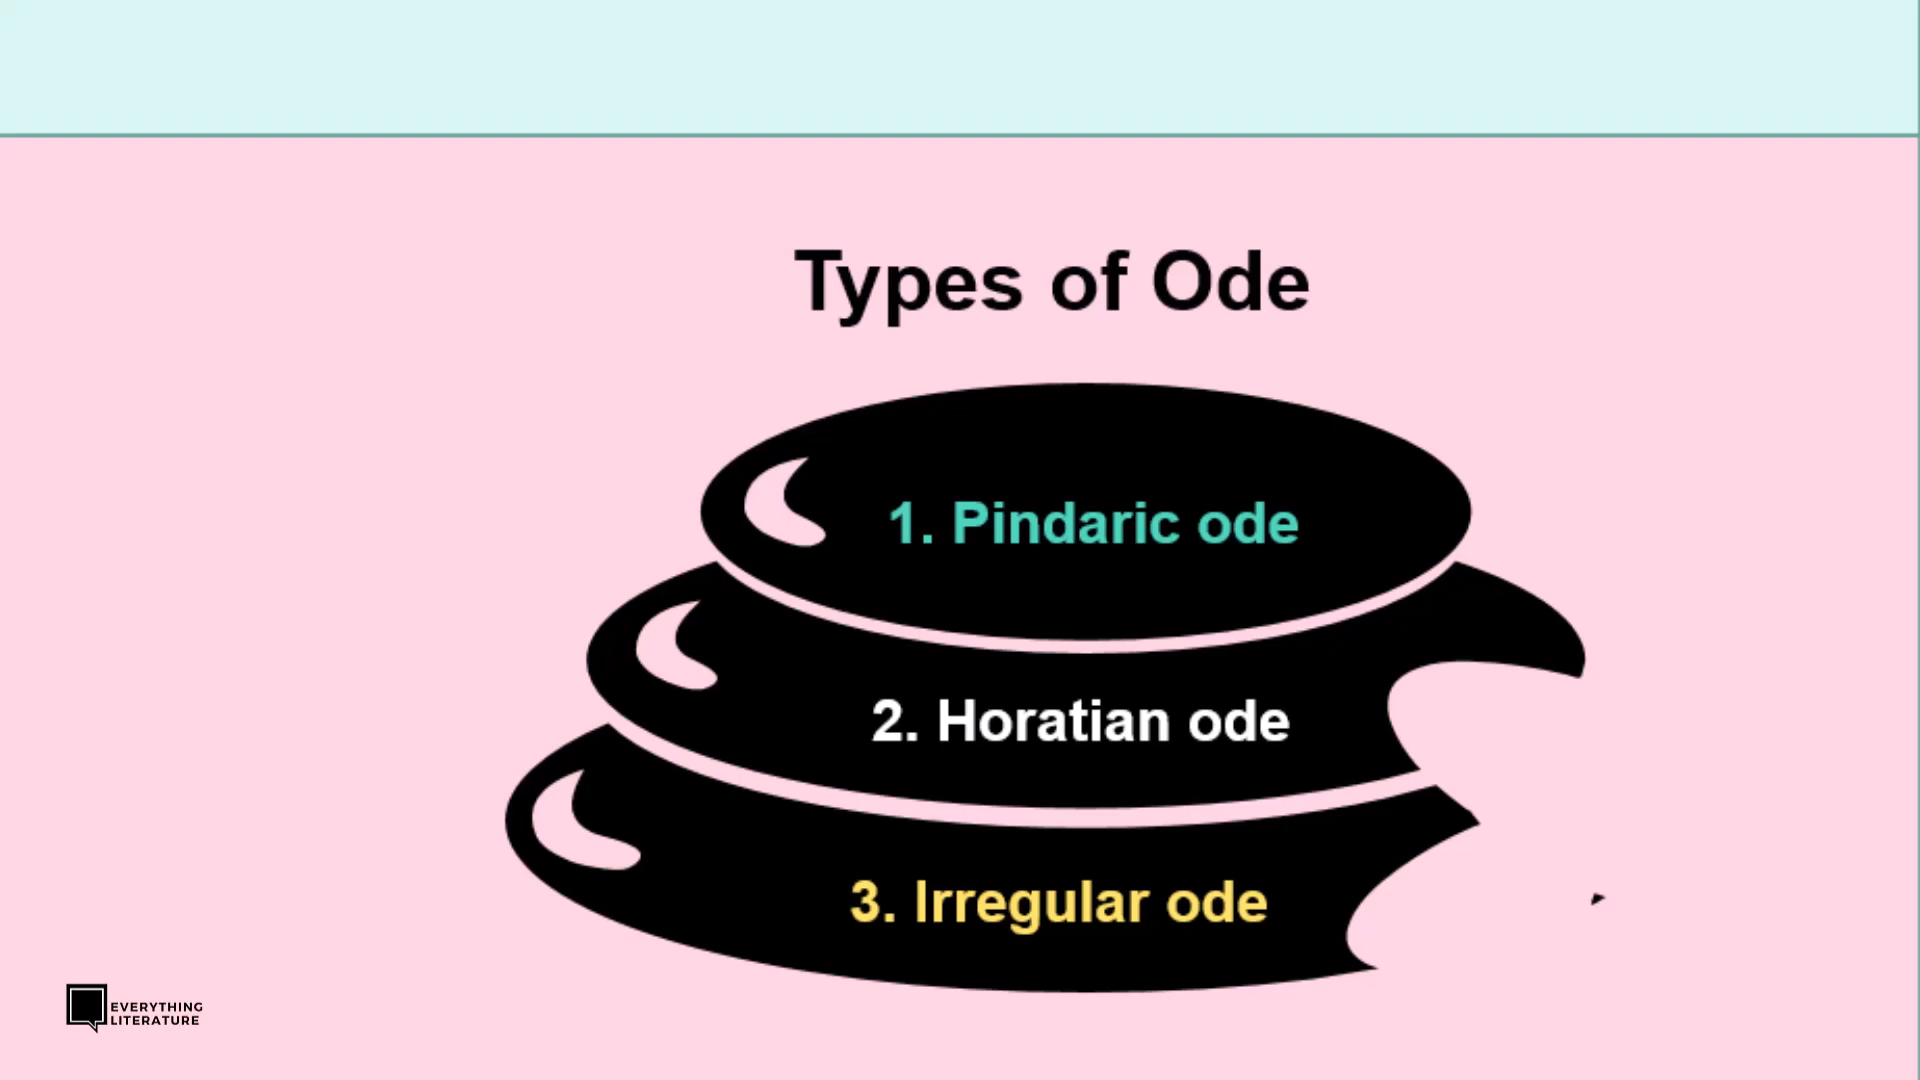 Types of Ode
1. Pindaric ode
2. Horatian ode
3. Irregular ode
EVERYTHING
LITERATURE